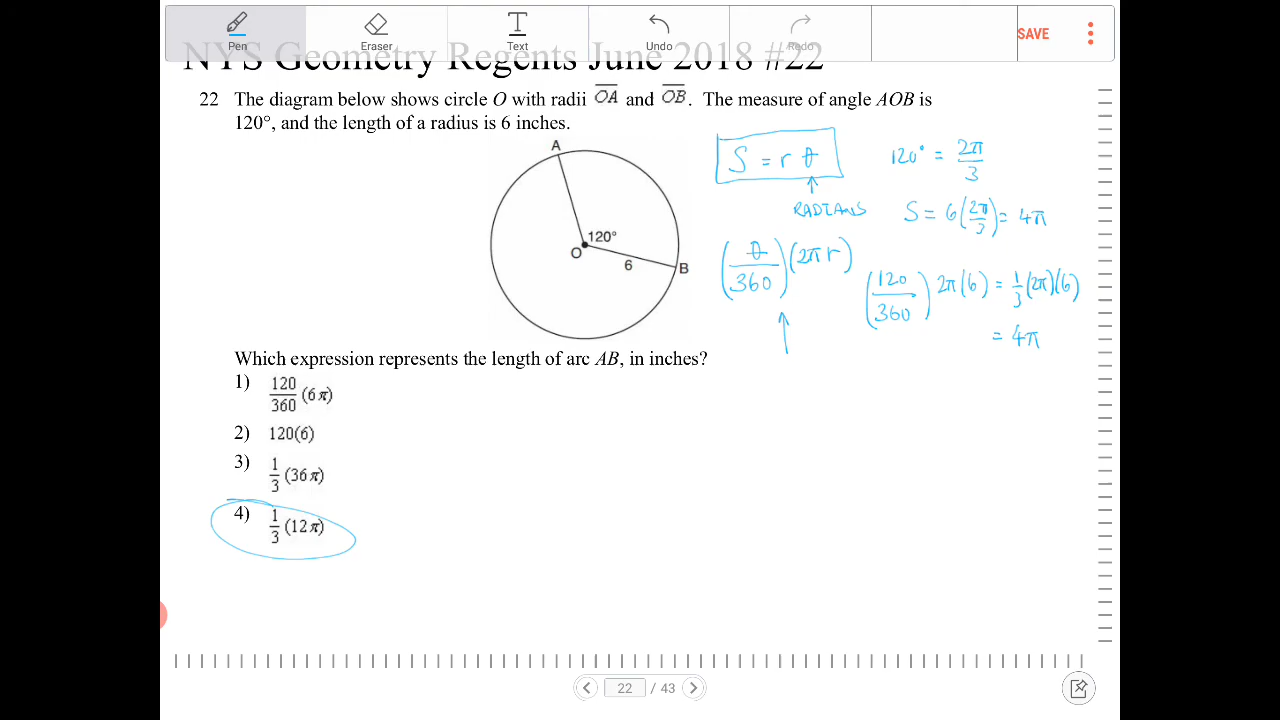 Pen Eraser Text Undo Redo SAVE
NYS Geometry Regents June 2018 #22
22 The diagram below shows circle O with radii OA and OB. The measure of angle AOB is
120°, and the length of a radius is 6 inches.
A
120°
O
6
B
S = r θ
RADIANS
120° = 2π/3
S = 6(2π/3) = 4π
(θ/360)(2πr)
(120/360) 2π(6) = 1/3(2π)(6)
= 4π
Which expression represents the length of arc AB, in inches?
1) 120/360 (6π)
2) 120(6)
3) 1/3 (36π)
4) 1/3 (12π)
22 / 43